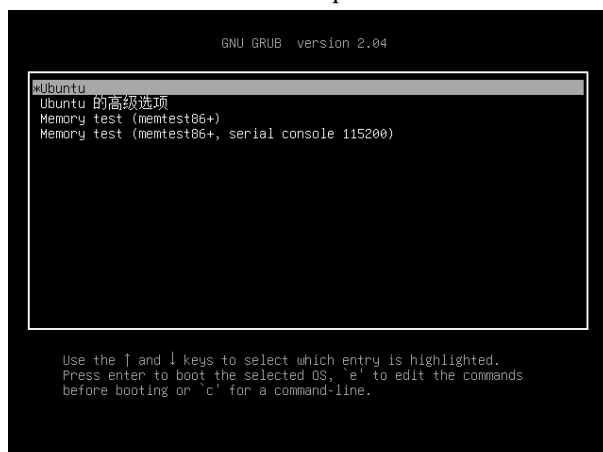 GNU GRUB version 2.04
*Ubuntu
Ubuntu 的高级选项
Memory test (memtest86+)
Memory test (memtest86+, serial console 115200)
Use the ↑ and ↓ keys to select which entry is highlighted.
Press enter to boot the selected OS, `e' to edit the commands
before booting or `c' for a command-line.